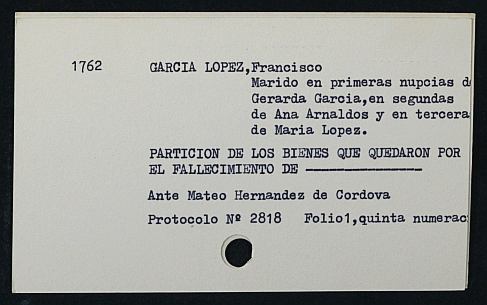 1762 GARCIA LOPEZ,Francisco
Marido en primeras nupcias d
Gerarda Garcia,en segundas
de Ana Arnaldos y en tercera
de Maria Lopez.
PARTICION DE LOS BIENES QUE QUEDARON POR
EL FALLECIMIENTO DE ----------------
Ante Mateo Hernandez de Cordova
Protocolo Nº 2818 Folio1,quinta numerac